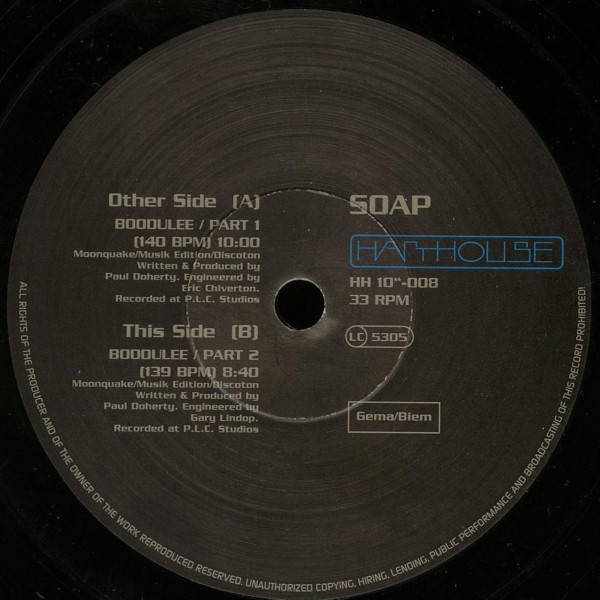 Other Side (A)
BOODULEE / PART 1
(140 BPM) 10:00
Moonquake/Musik Edition/Discoton
Written & Produced by
Paul Doherty. Engineered by
Eric Chiverton.
Recorded at P.L.C. Studios
This Side (B)
BOODULEE / PART 2
(139 BPM) 8:40
Moonquake/Musik Edition/Discoton
Written & Produced by
Paul Doherty. Engineered by
Gary Lindop.
Recorded at P.L.C. Studios
SOAP
HARTHOUSE
HH 10"-008
33 RPM
LC 5305
Gema/Biem
ALL RIGHTS OF THE PRODUCER AND OF THE OWNER OF THE WORK REPRODUCED RESERVED. UNAUTHORIZED COPYING, HIRING, LENDING, PUBLIC PERFORMANCE AND BROADCASTING OF THIS RECORD PROHIBITED!